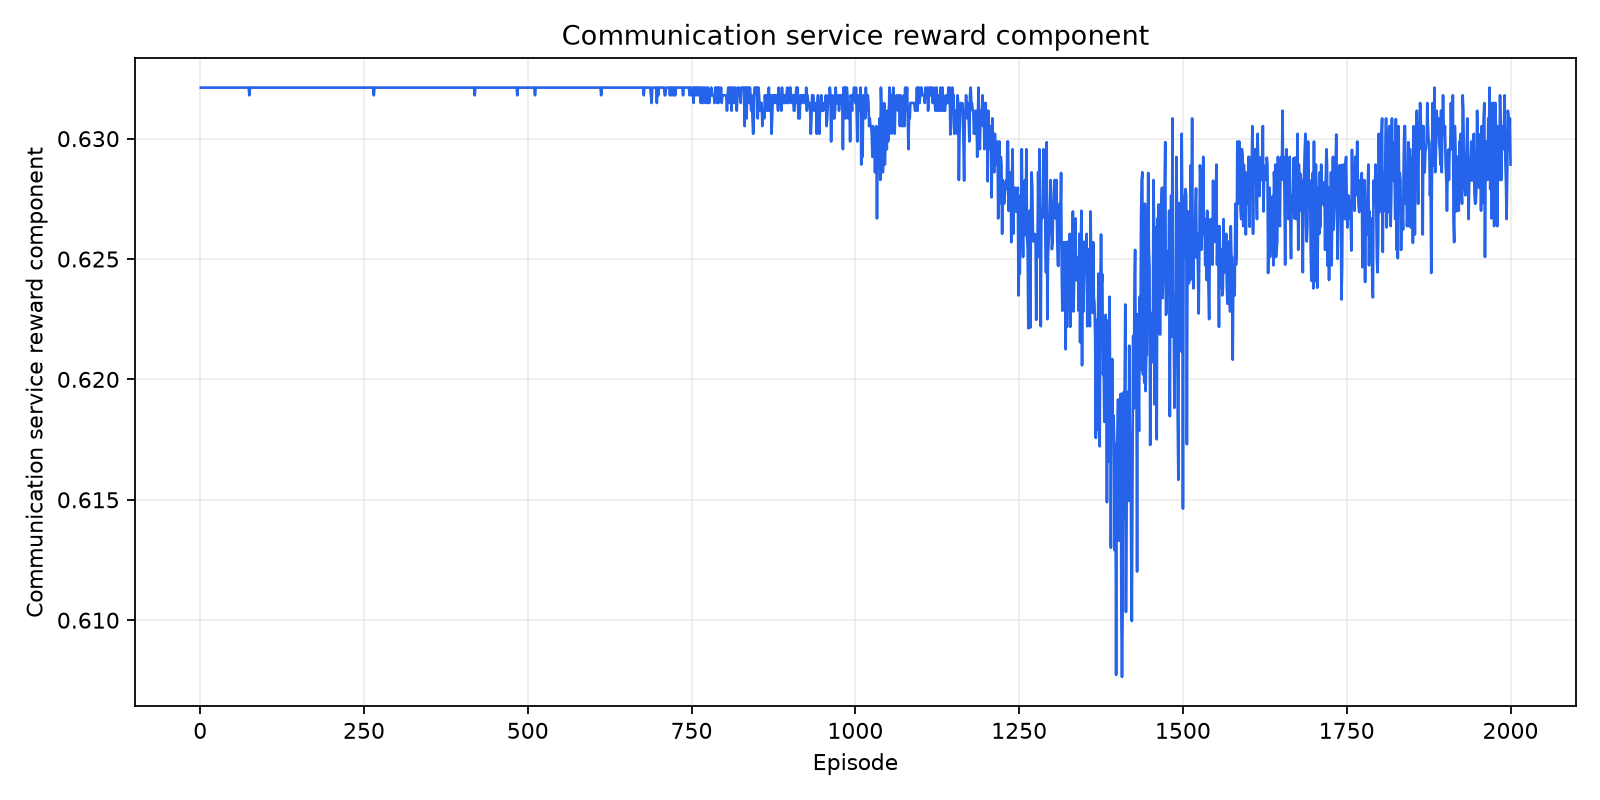 Communication service reward component
Communication service reward component
0.630
0.625
0.620
0.615
0.610
0 250 500 750 1000 1250 1500 1750 2000
Episode